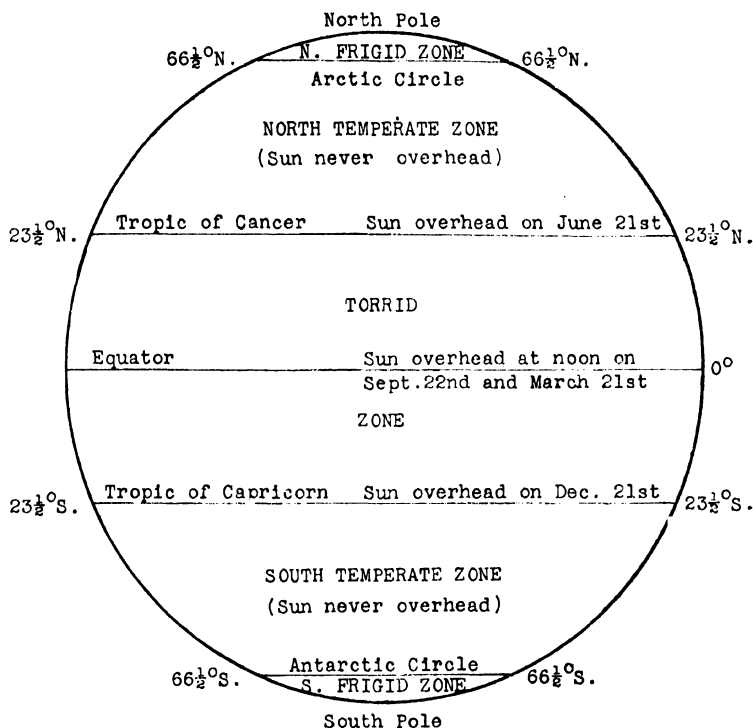 North Pole
66½°N. N. FRIGID ZONE 66½°N.
Arctic Circle
NORTH TEMPERATE ZONE
(Sun never overhead)
23½°N. Tropic of Cancer Sun overhead on June 21st 23½°N.
TORRID
Equator Sun overhead at noon on 0°
Sept.22nd and March 21st
ZONE
23½°S. Tropic of Capricorn Sun overhead on Dec. 21st 23½°S.
SOUTH TEMPERATE ZONE
(Sun never overhead)
Antarctic Circle
66½°S. S. FRIGID ZONE 66½°S.
South Pole